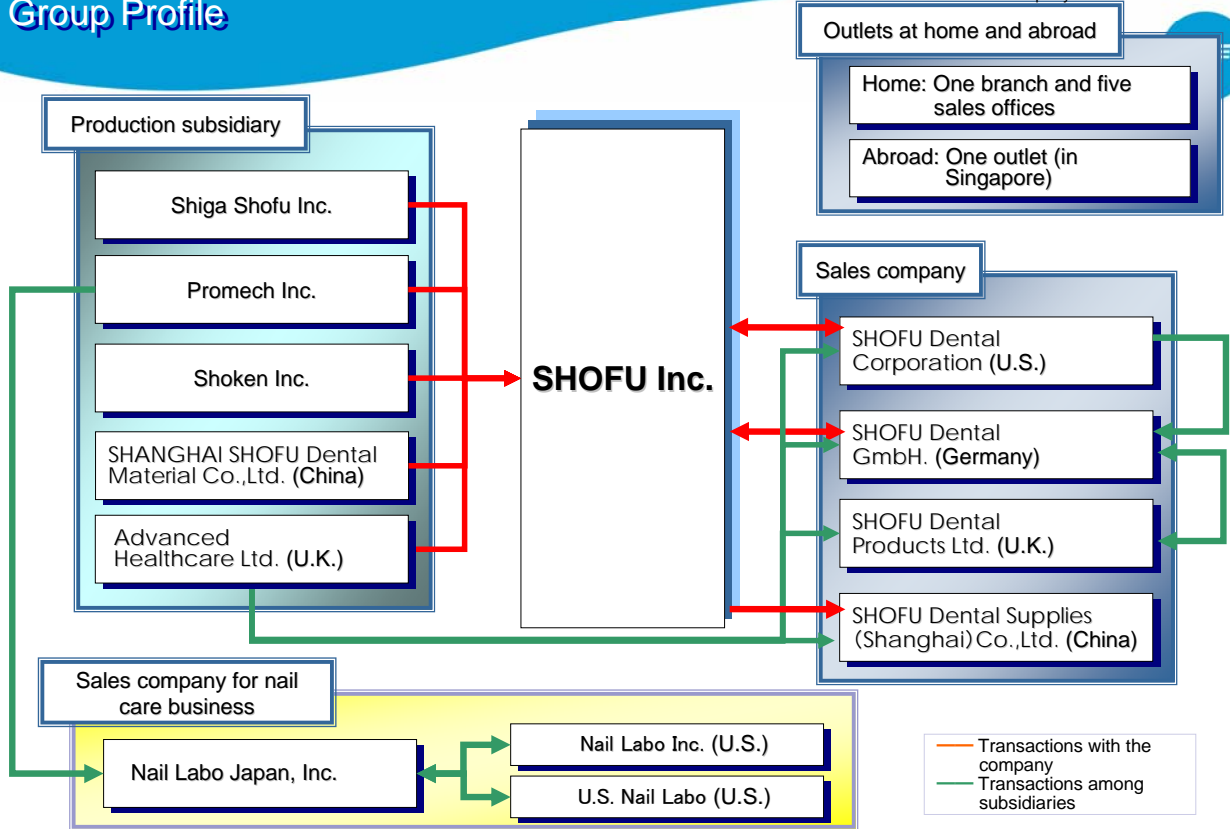 Group Profile
Outlets at home and abroad
Home: One branch and five
sales offices
Abroad: One outlet (in
Singapore)
Production subsidiary
Shiga Shofu Inc.
Promech Inc.
Shoken Inc.
SHANGHAI SHOFU Dental
Material Co.,Ltd. (China)
Advanced
Healthcare Ltd. (U.K.)
SHOFU Inc.
Sales company
SHOFU Dental
Corporation (U.S.)
SHOFU Dental
GmbH. (Germany)
SHOFU Dental
Products Ltd. (U.K.)
SHOFU Dental Supplies
(Shanghai)Co.,Ltd. (China)
Sales company for nail
care business
Nail Labo Japan, Inc.
Nail Labo Inc. (U.S.)
U.S. Nail Labo (U.S.)
Transactions with the
company
Transactions among
subsidiaries